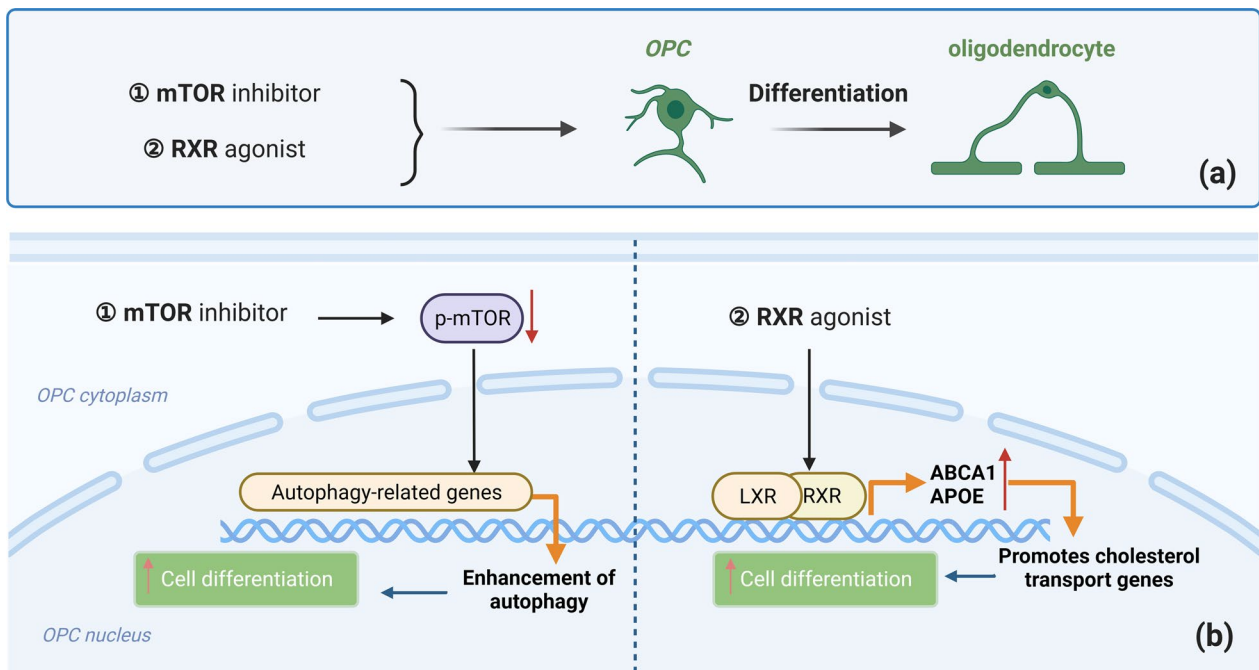 OPC
oligodendrocyte
① mTOR inhibitor
Differentiation
② RXR agonist
(a)
① mTOR inhibitor
p-mTOR
② RXR agonist
OPC cytoplasm
Autophagy-related genes
LXR
RXR
ABCA1
APOE
Cell differentiation
Enhancement of
autophagy
Cell differentiation
Promotes cholesterol
transport genes
OPC nucleus
(b)